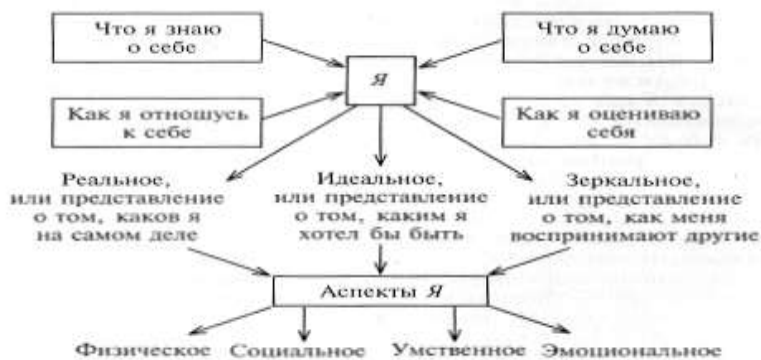 Что я знаю
о себе
Что я думаю
о себе
Я
Как я отношусь
к себе
Как я оцениваю
себя
Реальное,
или представление
о том, каков я
на самом деле
Идеальное,
или представление
о том, каким я
хотел бы быть
Зеркальное,
или представление
о том, как меня
воспринимают другие
Аспекты Я
Физическое Социальное Умственное Эмоциональное